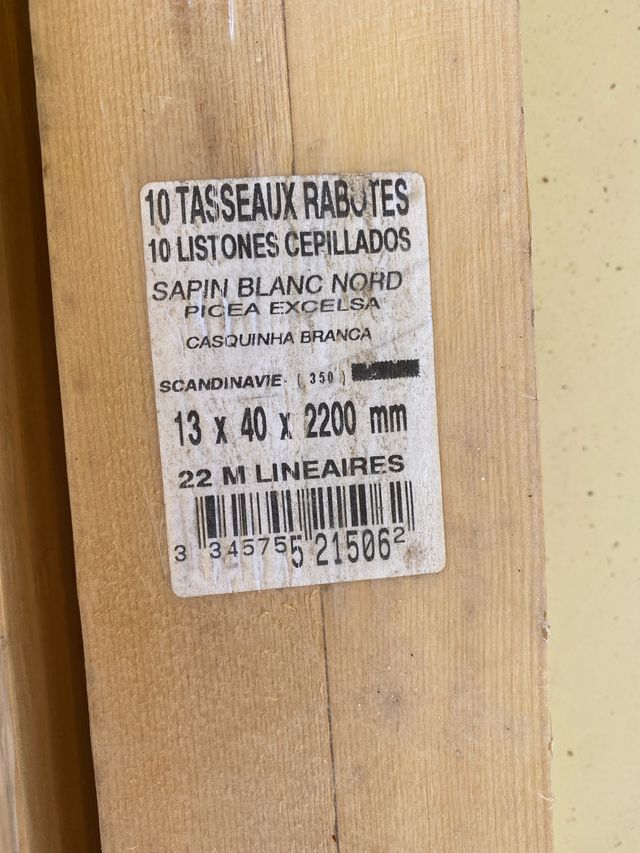 10 TASSEAUX RABOTES
10 LISTONES CEPILLADOS
SAPIN BLANC NORD
PICEA EXCELSA
CASQUINHA BRANCA
SCANDINAVIE ( 350 )
13 x 40 x 2200 mm
22 M LINEAIRES
3 345755 215062